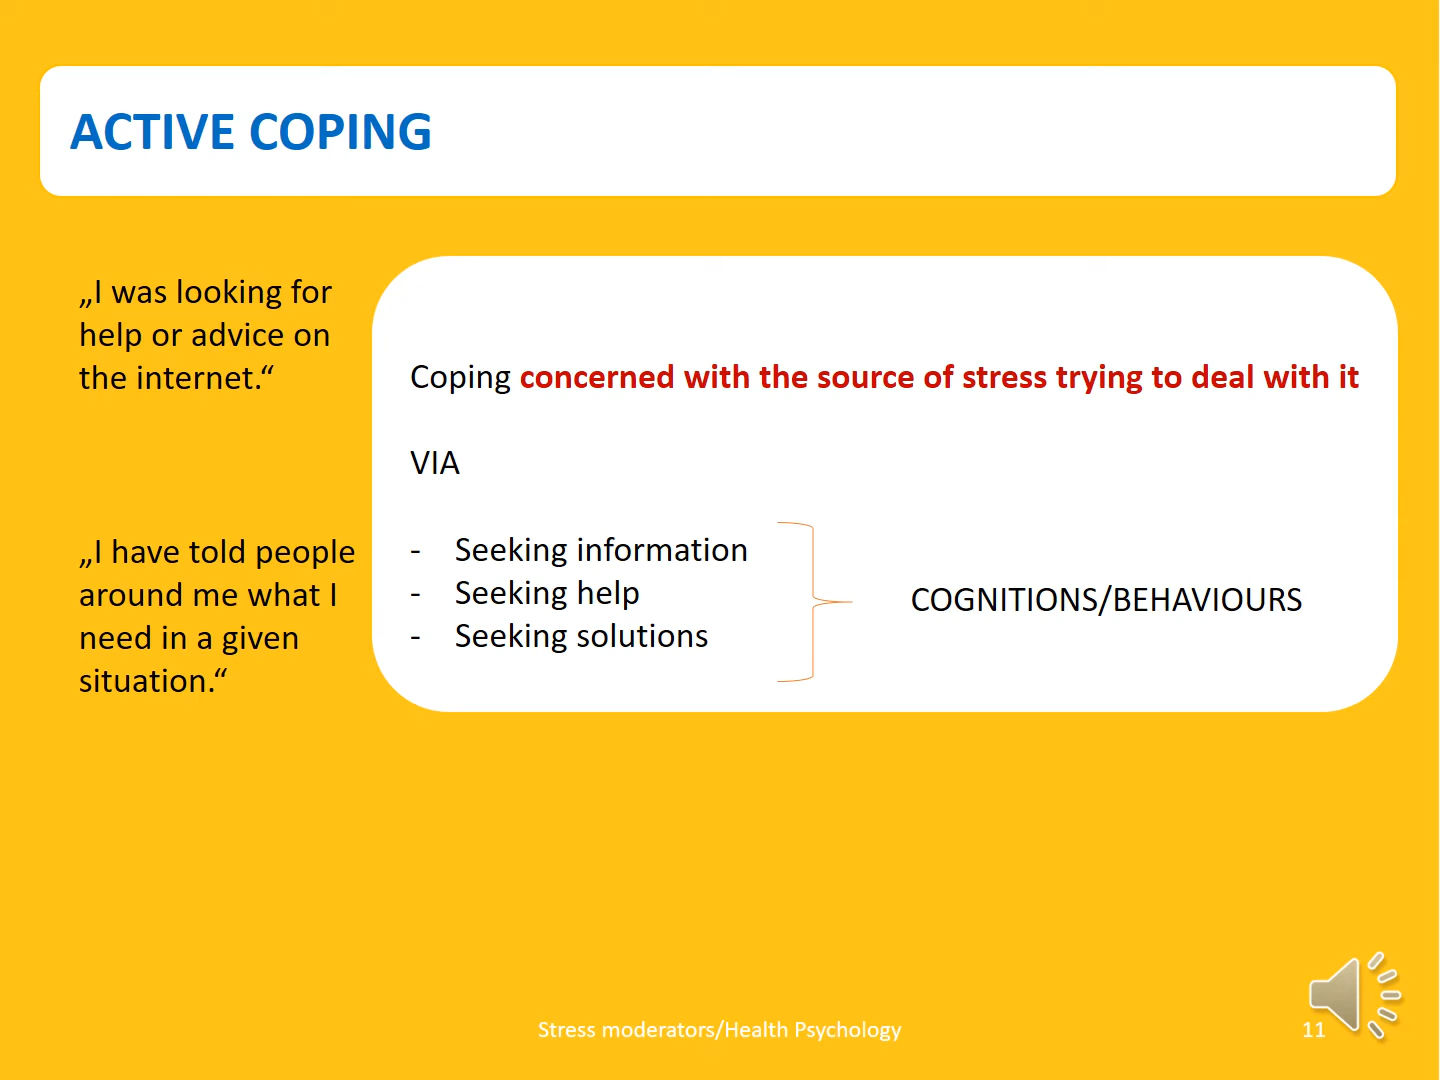 ACTIVE COPING
„I was looking for
help or advice on
the internet.“
„I have told people
around me what I
need in a given
situation.“
Coping concerned with the source of stress trying to deal with it
VIA
- Seeking information
- Seeking help
- Seeking solutions
COGNITIONS/BEHAVIOURS
Stress moderators/Health Psychology
11